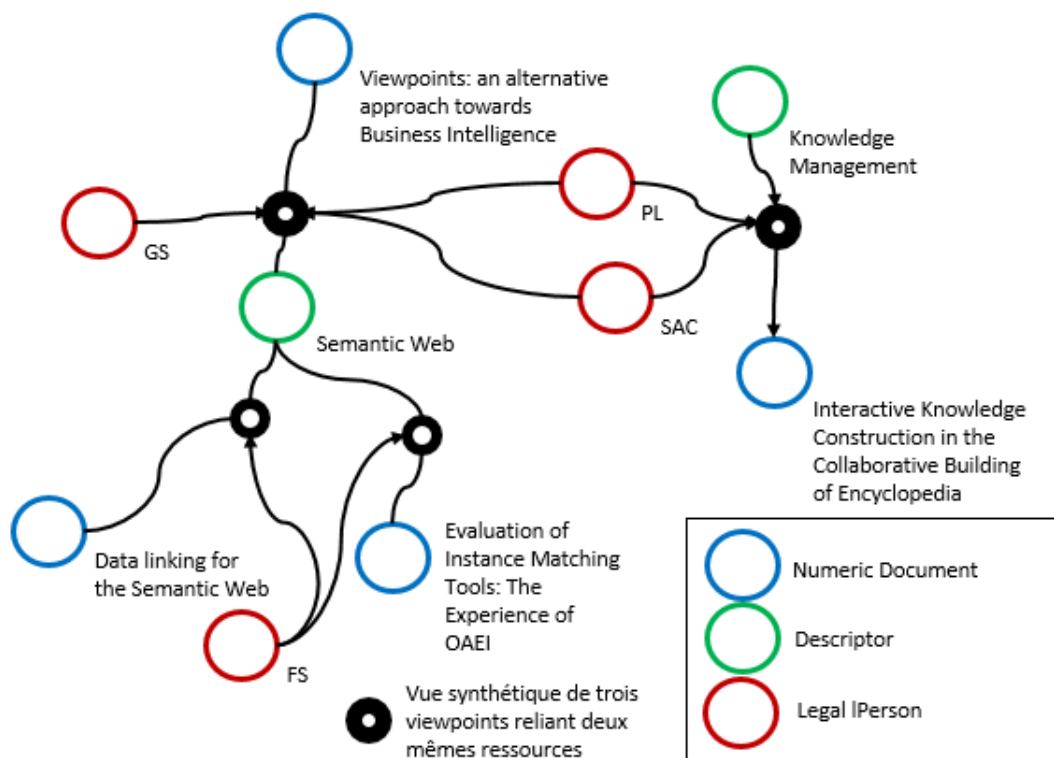 Viewpoints: an alternative
approach towards
Business Intelligence
Knowledge
Management
PL
GS
SAC
Semantic Web
Interactive Knowledge
Construction in the
Collaborative Building
of Encyclopedia
Data linking for
the Semantic Web
Evaluation of
Instance Matching
Tools: The
Experience of
OAEI
FS
Vue synthétique de trois
viewpoints reliant deux
mêmes ressources
Numeric Document
Descriptor
Legal lPerson